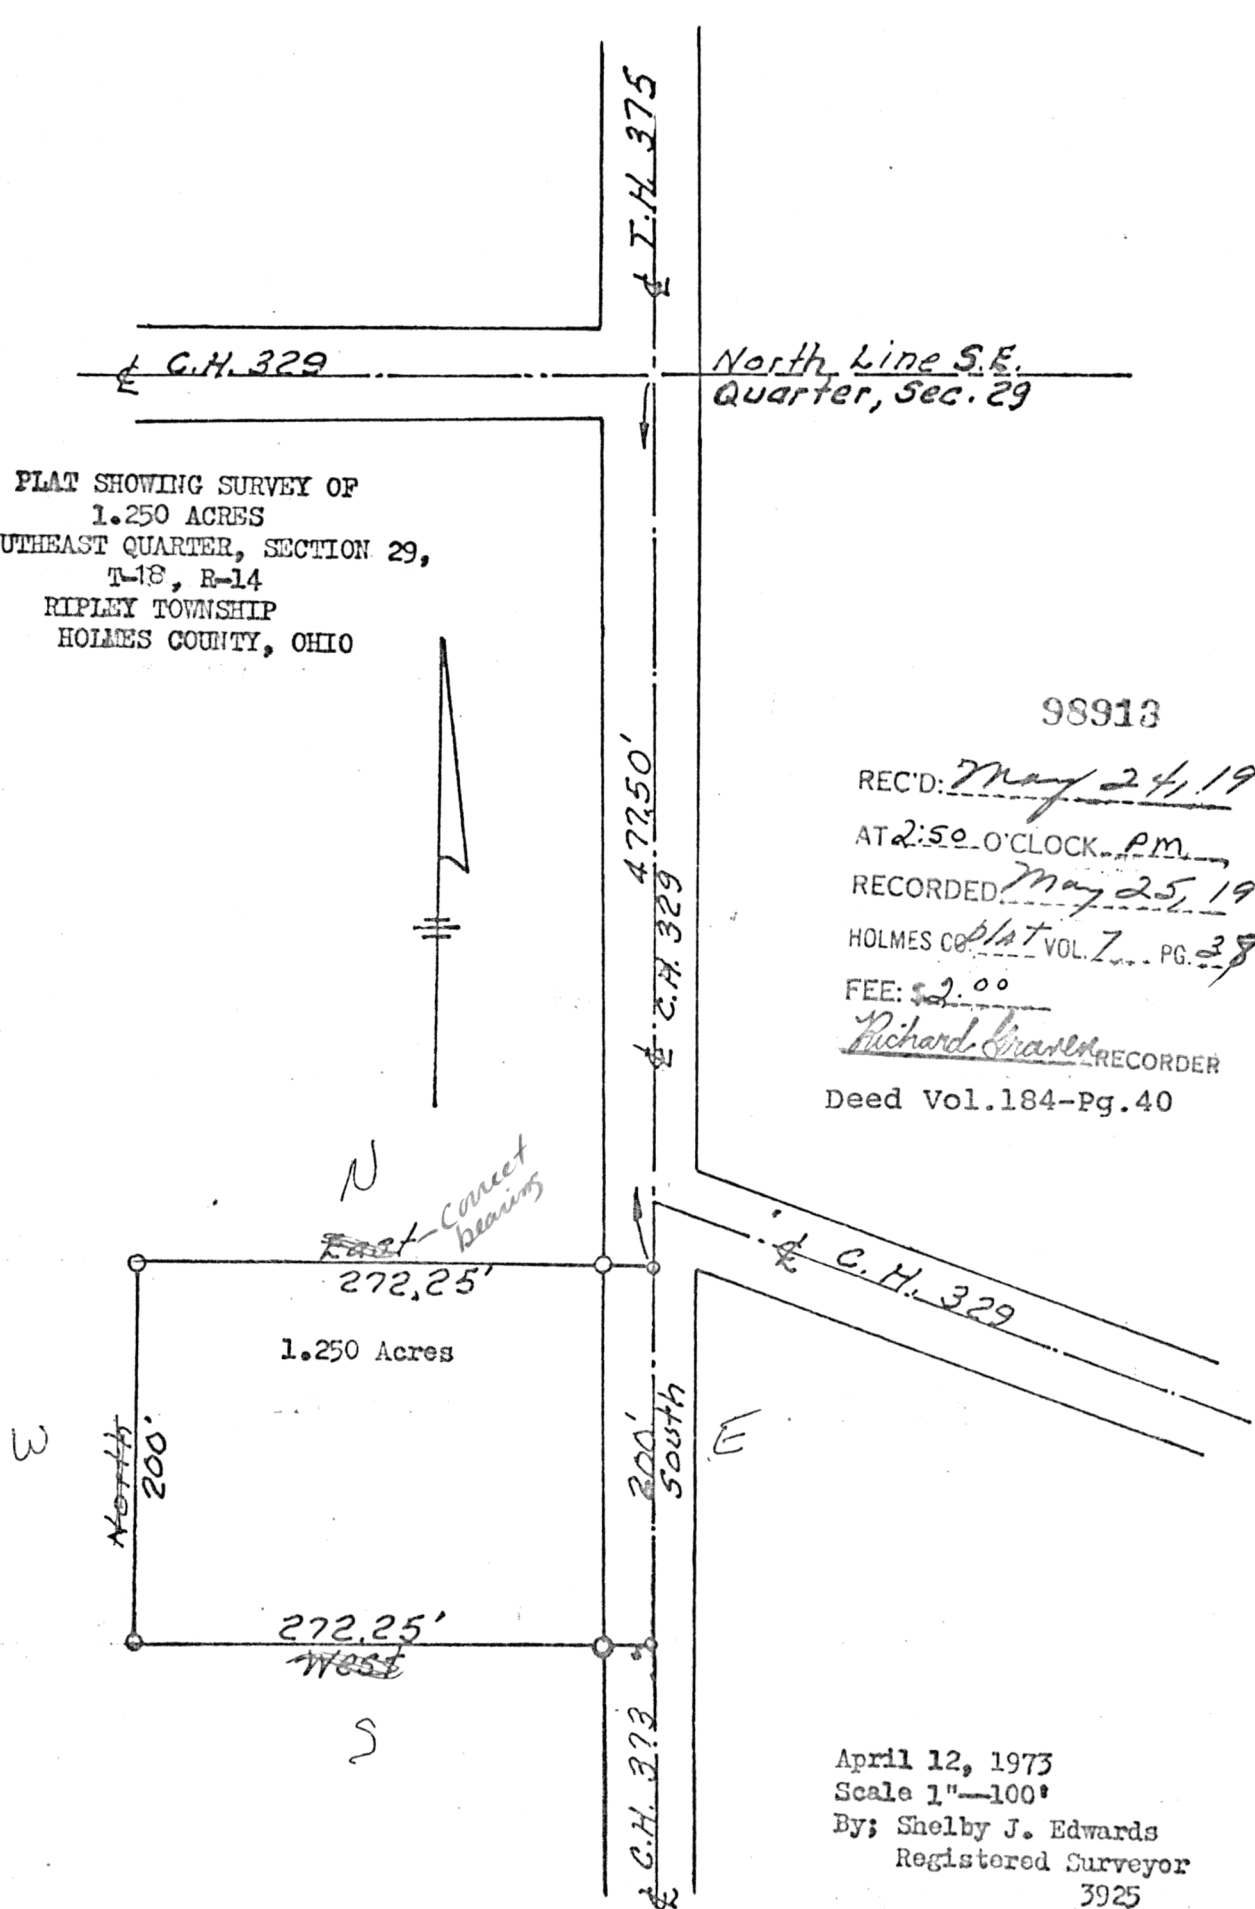 ℄ T.H. 375
℄ C.H. 329
North Line S.E.
Quarter, Sec. 29
PLAT SHOWING SURVEY OF
1.250 ACRES
UTHEAST QUARTER, SECTION 29,
T-18, R-14
RIPLEY TOWNSHIP
HOLMES COUNTY, OHIO
477.50'
℄ C.H. 329
98913
REC'D: May 24, 19
AT 2:50 O'CLOCK P.M.
RECORDED May 25, 19
HOLMES CO Plat VOL. 7 PG. 38
FEE: $2.00
Richard Graven RECORDER
Deed Vol.184-Pg.40
N
East - correct
bearing
272.25'
1.250 Acres
℄ C. H. 329
W
North
200'
200'
South
E
272.25'
West
S
℄ C.H. 373
April 12, 1973
Scale 1"—100'
By; Shelby J. Edwards
Registered Surveyor
3925